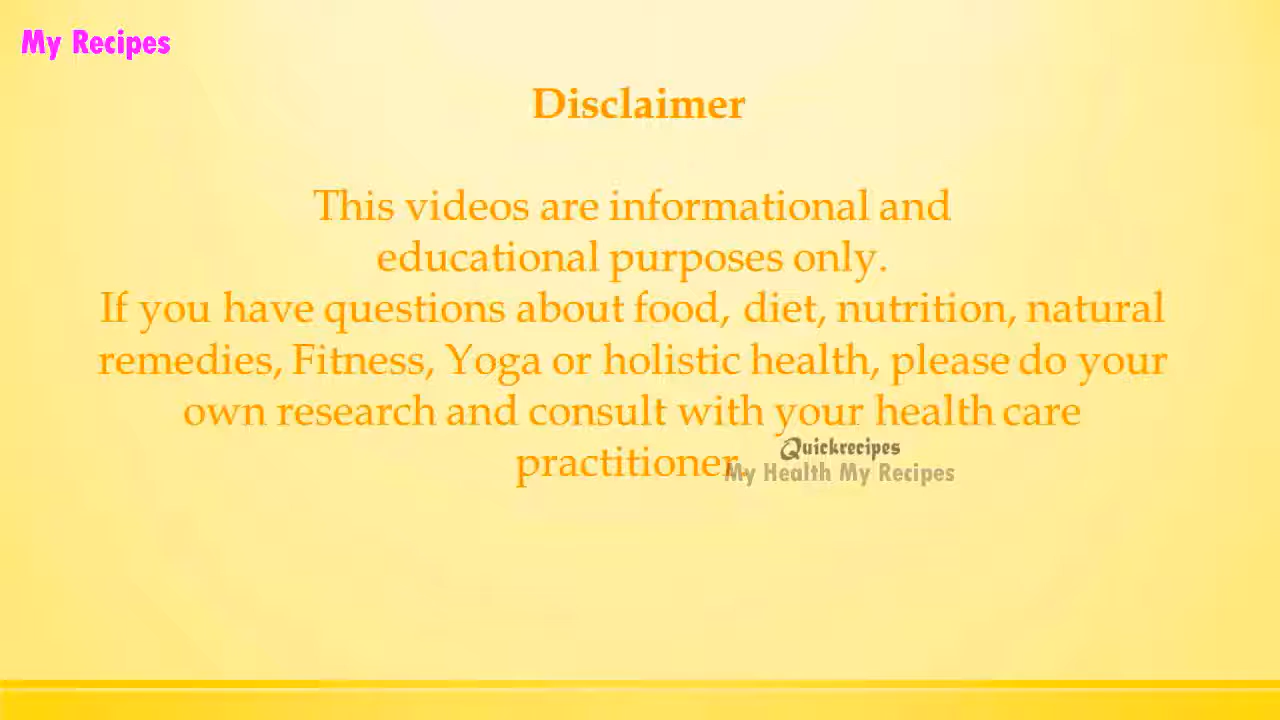 My Recipes
Disclaimer
This videos are informational and
educational purposes only.
If you have questions about food, diet, nutrition, natural
remedies, Fitness, Yoga or holistic health, please do your
own research and consult with your health care
practitioner.
Quickrecipes
My Health My Recipes